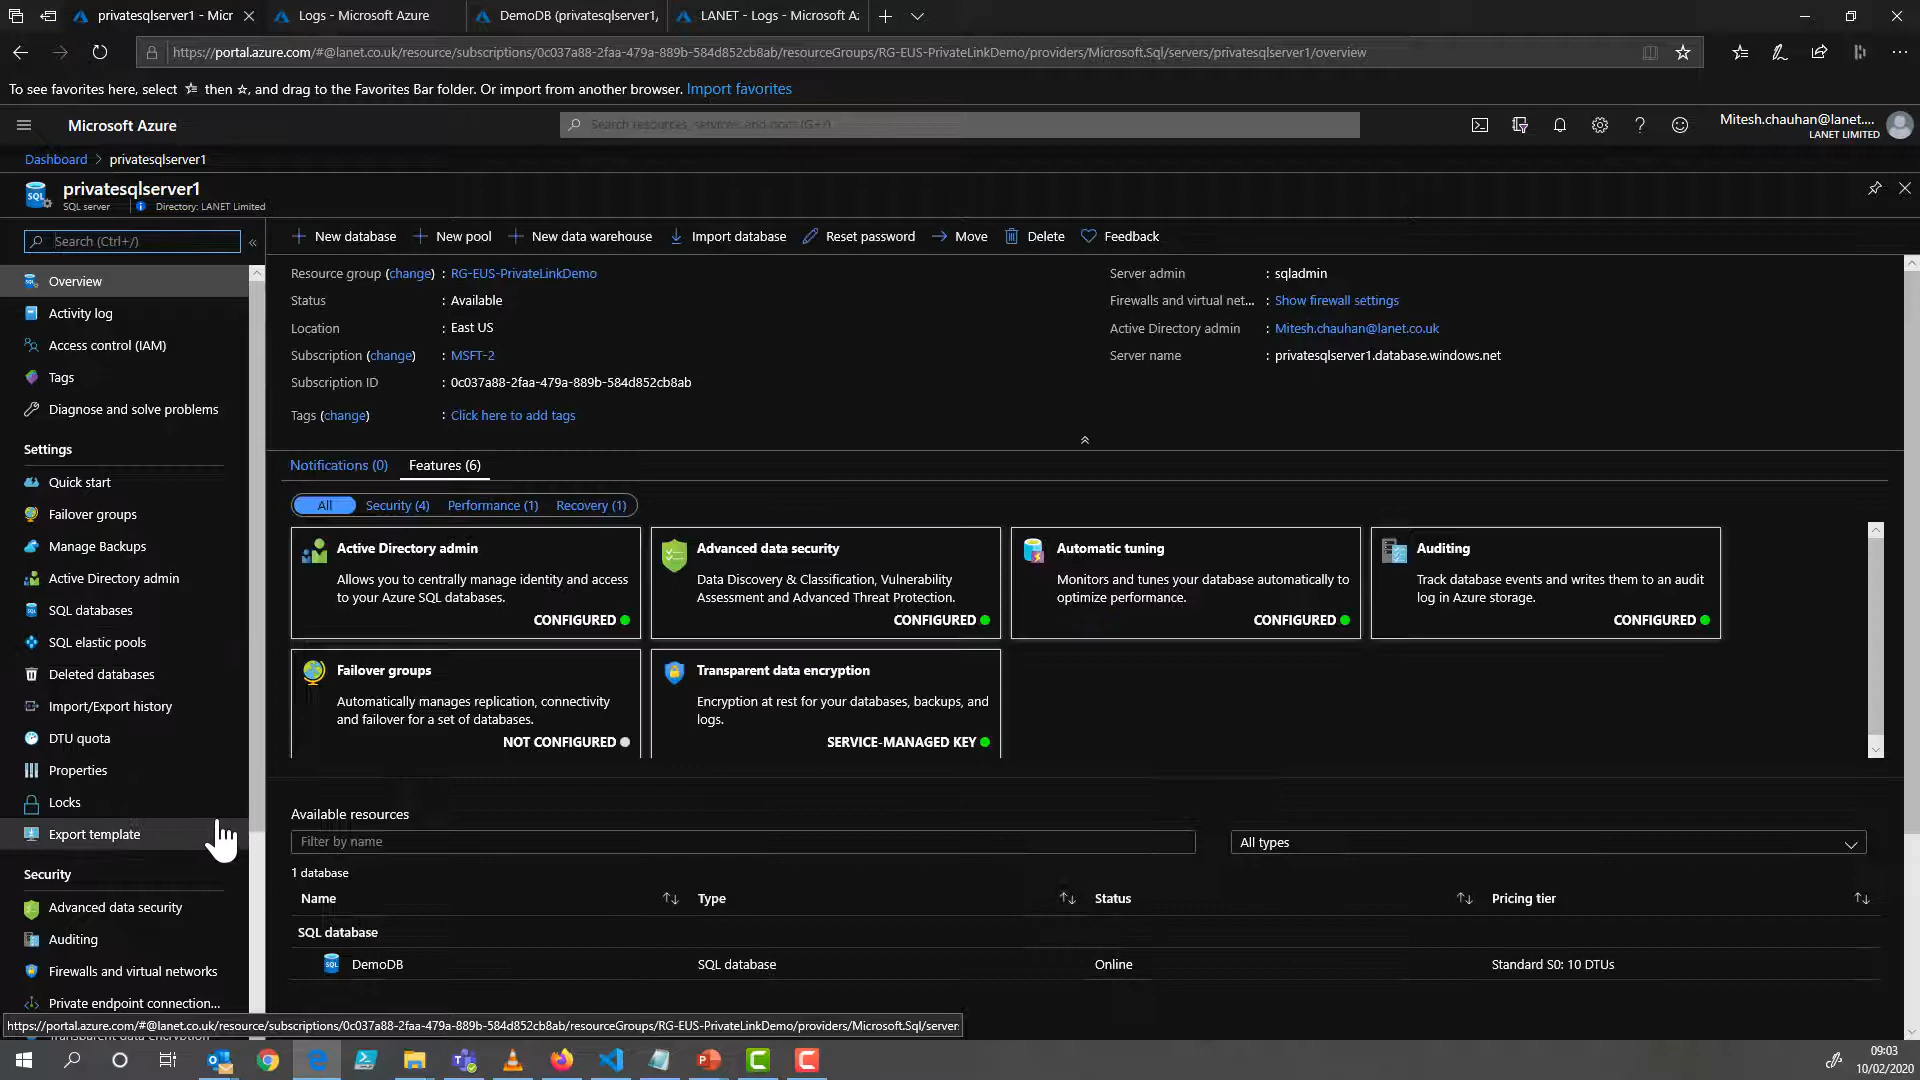 privatesqlserver1 - Micr
Logs - Microsoft Azure
DemoDB (privatesqlserver1,
LANET - Logs - Microsoft Az
https://portal.azure.com/#@lanet.co.uk/resource/subscriptions/0c037a88-2faa-479a-889b-584d852cb8ab/resourceGroups/RG-EUS-PrivateLinkDemo/providers/Microsoft.Sql/servers/privatesqlserver1/overview
To see favorites here, select ☆ then ☆, and drag to the Favorites Bar folder. Or import from another browser. Import favorites
Microsoft Azure
Search resources, services, and docs (G+/)
Mitesh.chauhan@lanet....
LANET LIMITED
Dashboard > privatesqlserver1
privatesqlserver1
SQL server
Directory: LANET Limited
Search (Ctrl+/)
Overview
Activity log
Access control (IAM)
Tags
Diagnose and solve problems
Settings
Quick start
Failover groups
Manage Backups
Active Directory admin
SQL databases
SQL elastic pools
Deleted databases
Import/Export history
DTU quota
Properties
Locks
Export template
Security
Advanced data security
Auditing
Firewalls and virtual networks
Private endpoint connection...
New database
New pool
New data warehouse
Import database
Reset password
Move
Delete
Feedback
Resource group (change) : RG-EUS-PrivateLinkDemo
Status : Available
Location : East US
Subscription (change) : MSFT-2
Subscription ID : 0c037a88-2faa-479a-889b-584d852cb8ab
Tags (change) : Click here to add tags
Server admin : sqladmin
Firewalls and virtual net... : Show firewall settings
Active Directory admin : Mitesh.chauhan@lanet.co.uk
Server name : privatesqlserver1.database.windows.net
Notifications (0)
Features (6)
All
Security (4)
Performance (1)
Recovery (1)
Active Directory admin
Allows you to centrally manage identity and access
to your Azure SQL databases.
CONFIGURED
Advanced data security
Data Discovery & Classification, Vulnerability
Assessment and Advanced Threat Protection.
CONFIGURED
Automatic tuning
Monitors and tunes your database automatically to
optimize performance.
CONFIGURED
Auditing
Track database events and writes them to an audit
log in Azure storage.
CONFIGURED
Failover groups
Automatically manages replication, connectivity
and failover for a set of databases.
NOT CONFIGURED
Transparent data encryption
Encryption at rest for your databases, backups, and
logs.
SERVICE-MANAGED KEY
Available resources
Filter by name
All types
1 database
Name
Type
Status
Pricing tier
SQL database
DemoDB
SQL database
Online
Standard S0: 10 DTUs
https://portal.azure.com/#@lanet.co.uk/resource/subscriptions/0c037a88-2faa-479a-889b-584d852cb8ab/resourceGroups/RG-EUS-PrivateLinkDemo/providers/Microsoft.Sql/server
09:03
10/02/2020